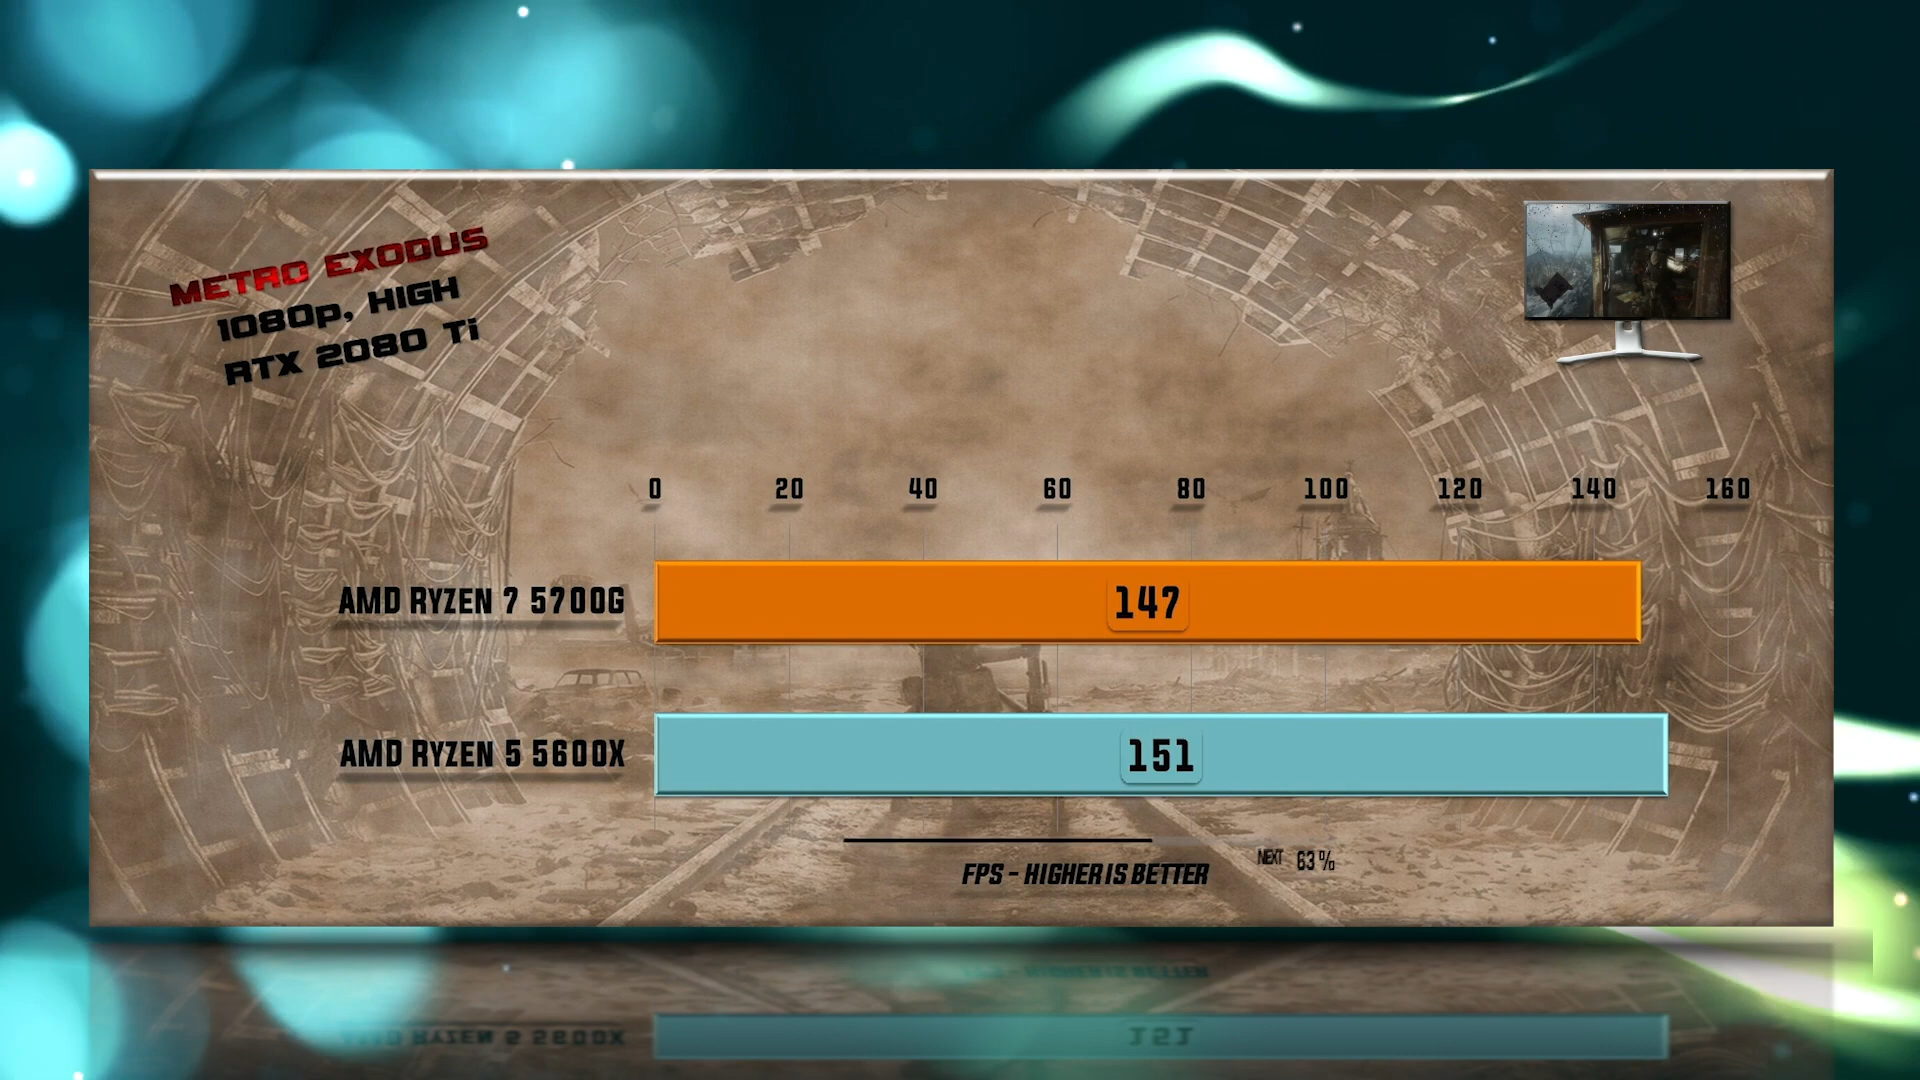 METRO EXODUS
1080p, HIGH
RTX 2080 Ti
0 20 40 60 80 100 120 140 160
AMD RYZEN 7 5700G 147
AMD RYZEN 5 5600X 151
NEXT 63%
FPS - HIGHER IS BETTER